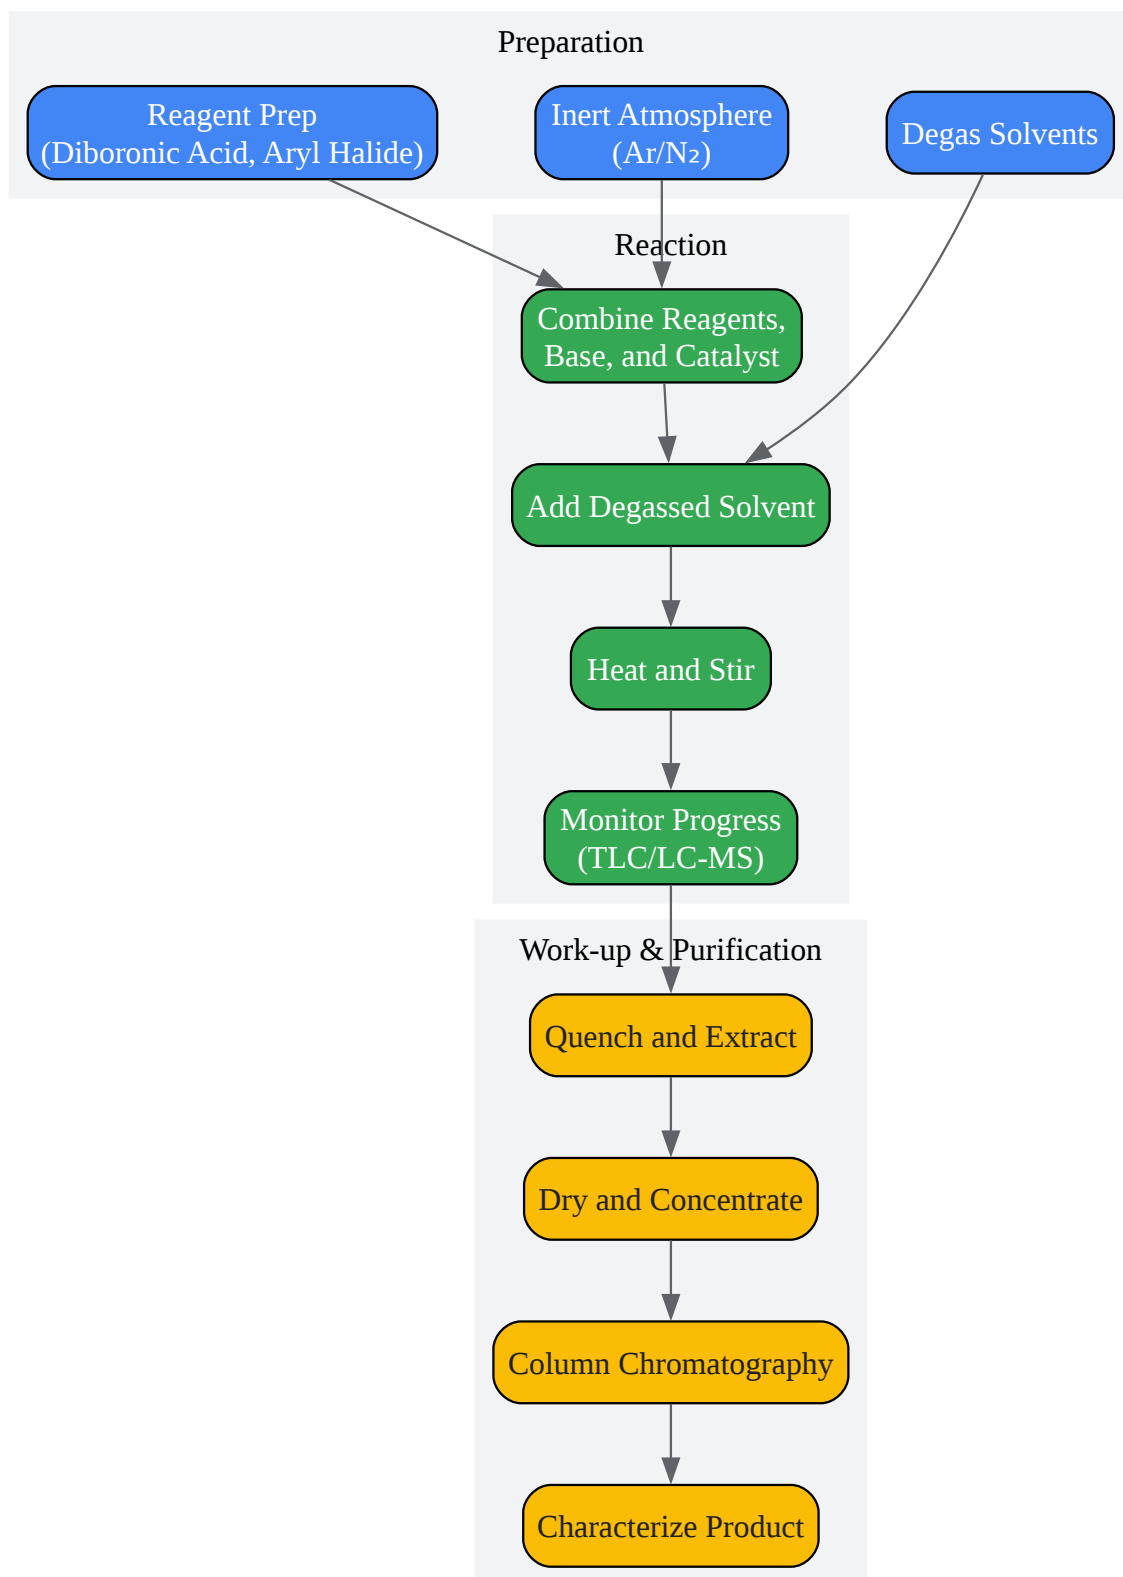 Preparation
Reagent Prep
(Diboronic Acid, Aryl Halide)
Inert Atmosphere
(Ar/N₂)
Degas Solvents
Reaction
Combine Reagents,
Base, and Catalyst
Add Degassed Solvent
Heat and Stir
Monitor Progress
(TLC/LC-MS)
Work-up & Purification
Quench and Extract
Dry and Concentrate
Column Chromatography
Characterize Product